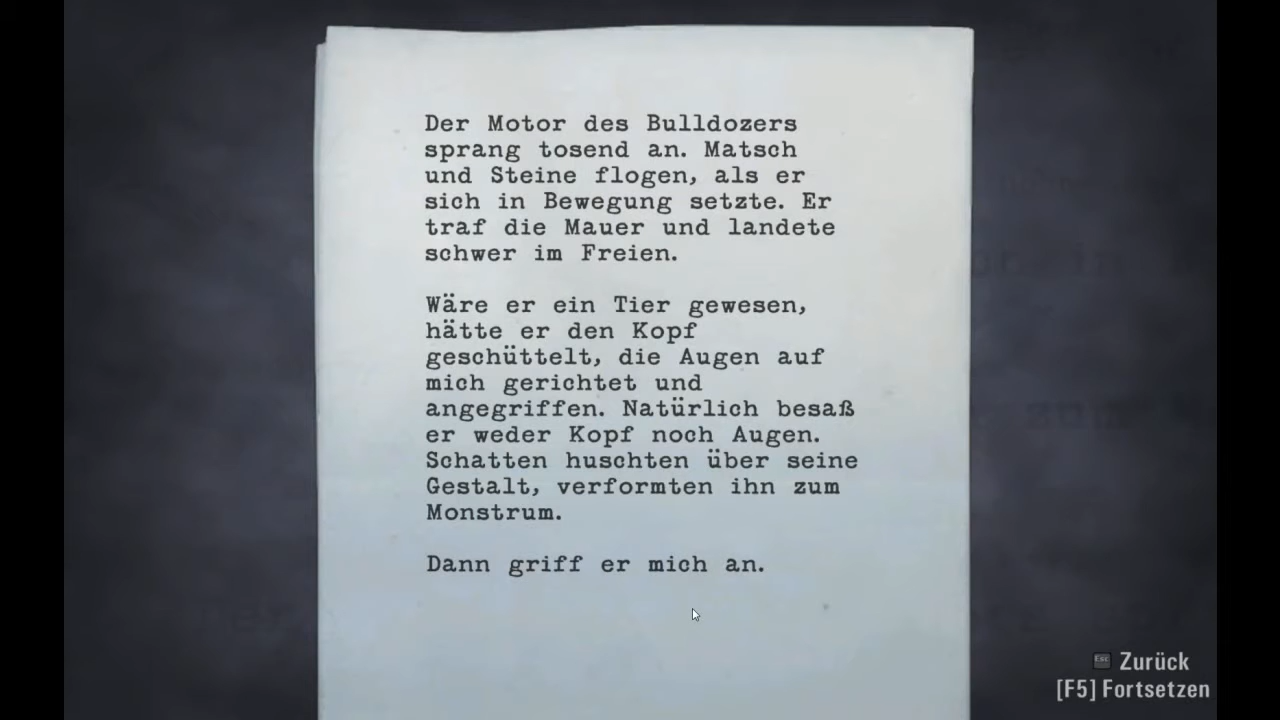 Der Motor des Bulldozers
sprang tosend an. Matsch
und Steine flogen, als er
sich in Bewegung setzte. Er
traf die Mauer und landete
schwer im Freien.
Wäre er ein Tier gewesen,
hätte er den Kopf
geschüttelt, die Augen auf
mich gerichtet und
angegriffen. Natürlich besaß
er weder Kopf noch Augen.
Schatten huschten über seine
Gestalt, verformten ihn zum
Monstrum.
Dann griff er mich an.
Esc Zurück
[F5] Fortsetzen